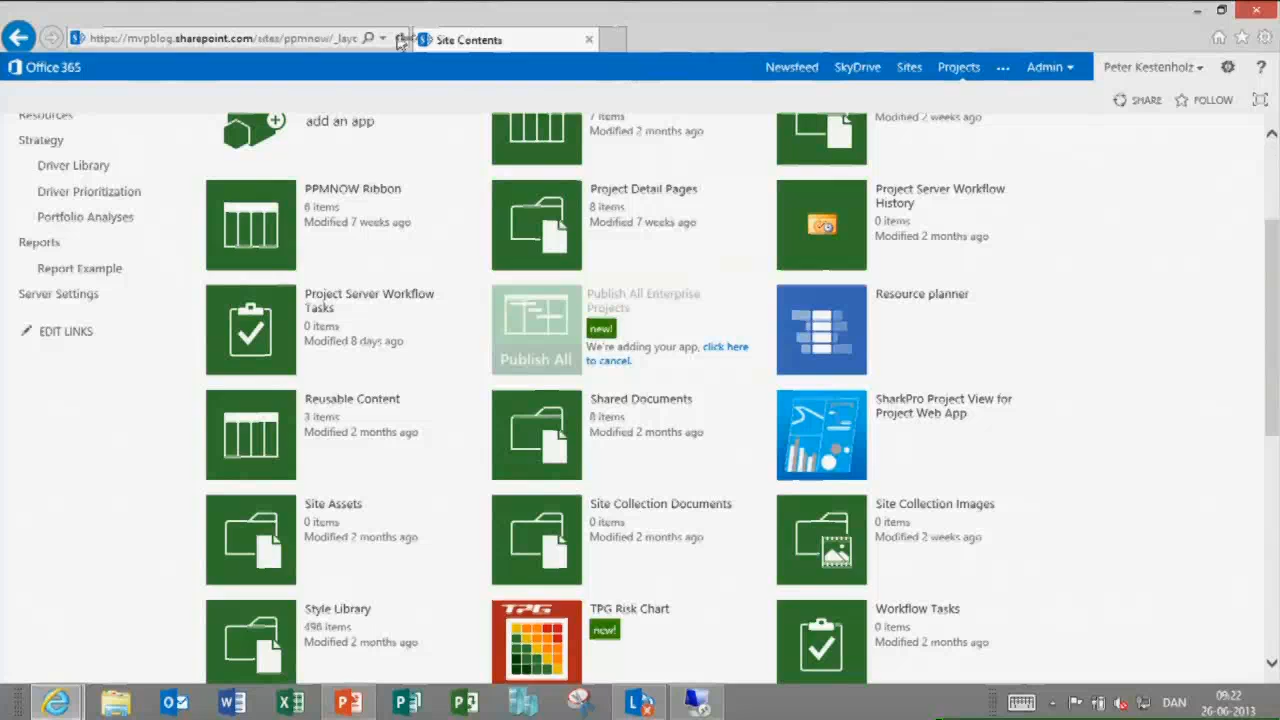 https://mvpblog.sharepoint.com/sites/ppmnow/_layc
Site Contents
Office 365
Newsfeed SkyDrive Sites Projects ... Admin
Peter Kestenholz
?
SHARE FOLLOW
Resources
Strategy
Driver Library
Driver Prioritization
Portfolio Analyses
Reports
Report Example
Server Settings
EDIT LINKS
add an app
7 items
Modified 2 months ago
Modified 2 weeks ago
PPMNOW Ribbon
6 items
Modified 7 weeks ago
Project Detail Pages
8 items
Modified 7 weeks ago
Project Server Workflow
History
0 items
Modified 2 months ago
Project Server Workflow
Tasks
0 items
Modified 8 days ago
Publish All
Publish All Enterprise
Projects
new!
We're adding your app, click here
to cancel.
Resource planner
Reusable Content
3 items
Modified 2 months ago
Shared Documents
8 items
Modified 2 months ago
SharkPro Project View for
Project Web App
Site Assets
0 items
Modified 2 months ago
Site Collection Documents
0 items
Modified 2 months ago
Site Collection Images
0 items
Modified 2 weeks ago
Style Library
496 items
Modified 2 months ago
TPG
TPG Risk Chart
new!
Workflow Tasks
0 items
Modified 2 months ago
DAN
09:22
26-06-2013